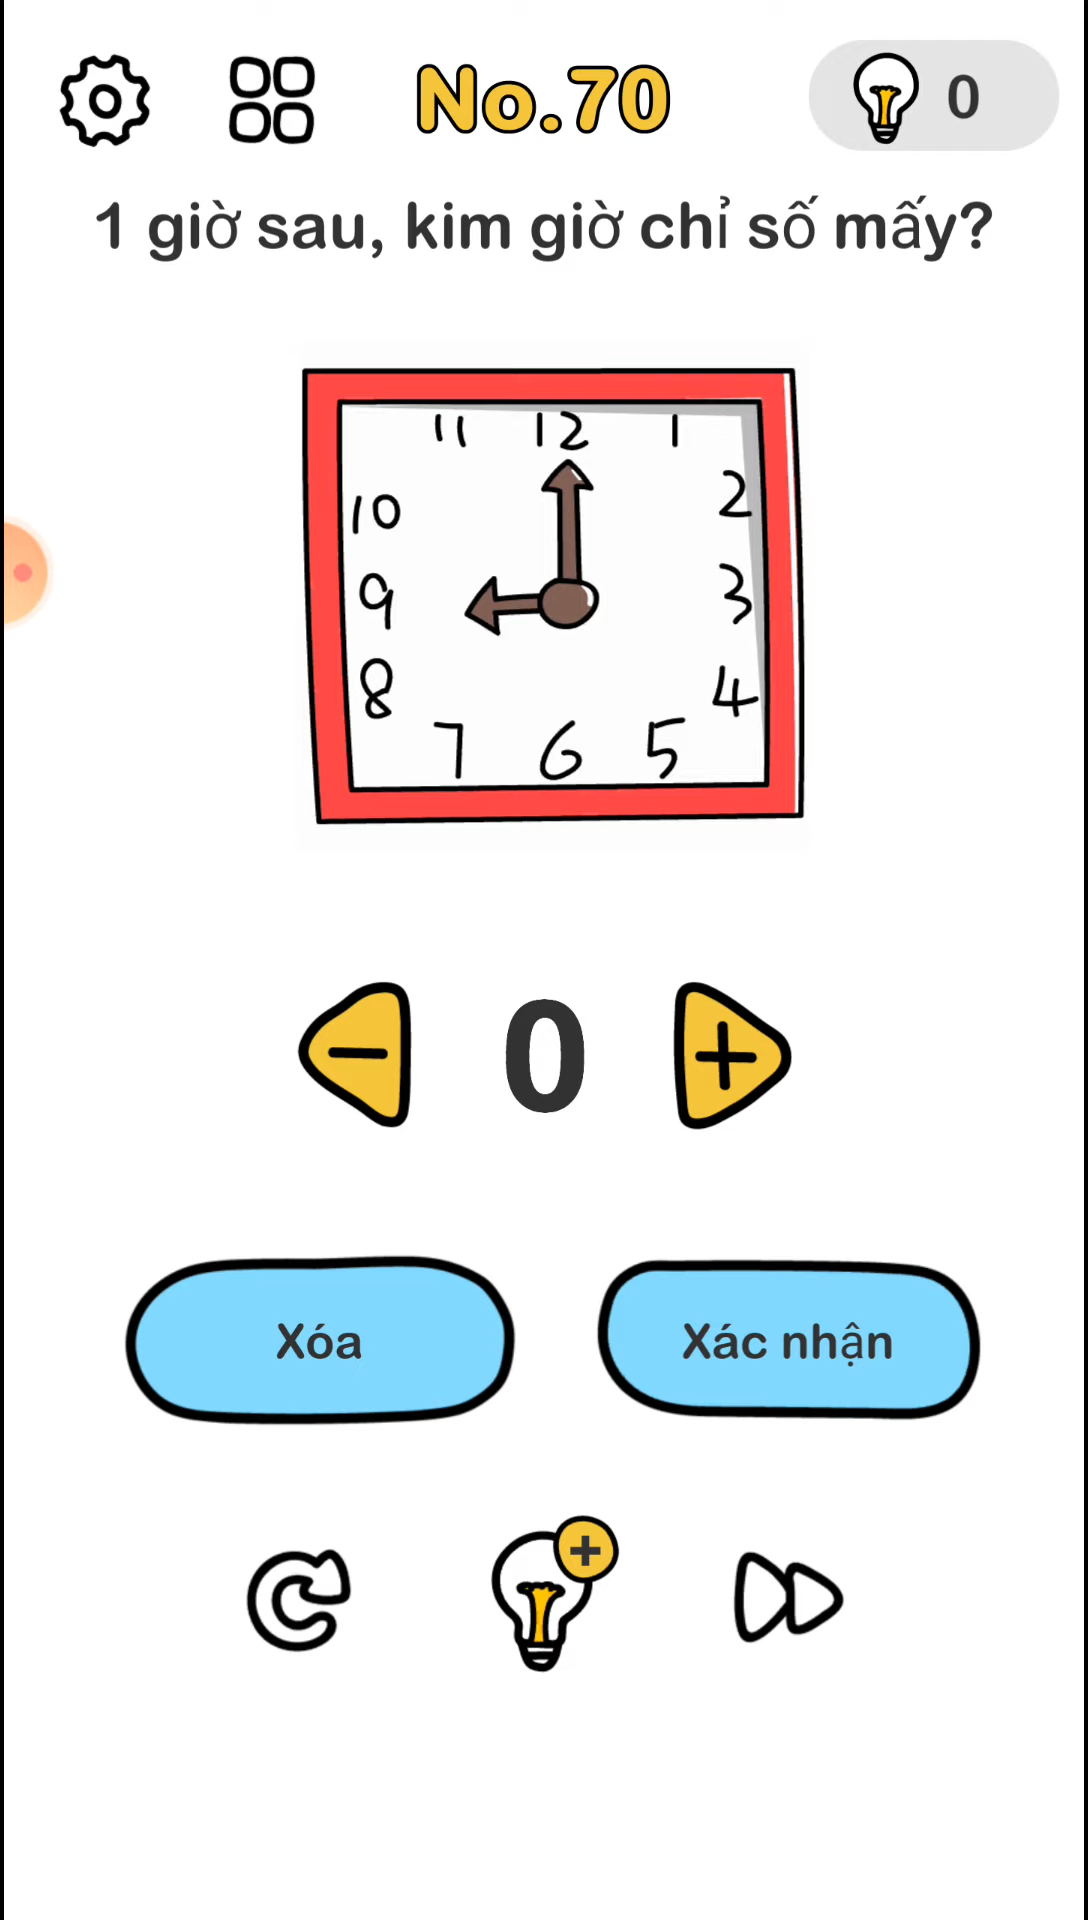 No.70
0
1 giờ sau, kim giờ chỉ số mấy?
11 12 1
10 2
9 3
8 4
7 6 5
− 0 +
Xóa Xác nhận
+